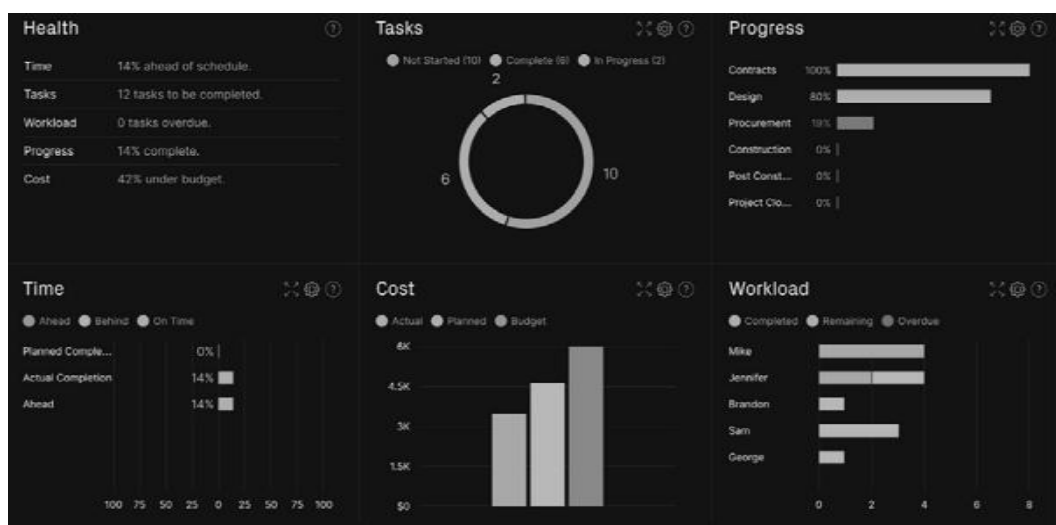 Health
Time 14% ahead of schedule.
Tasks 12 tasks to be completed.
Workload 0 tasks overdue.
Progress 14% complete.
Cost 42% under budget.
Tasks
Not Started (10) Complete (6) In Progress (2)
2
6
10
Progress
Contracts 100%
Design 80%
Procurement 19%
Construction 0%
Post Const... 0%
Project Clo... 0%
Time
Ahead Behind On Time
Planned Comple... 0%
Actual Completion 14%
Ahead 14%
100 75 50 25 0 25 50 75 100
Cost
Actual Planned Budget
6K
4.5K
3K
1.5K
$0
Workload
Completed Remaining Overdue
Mike
Jennifer
Brandon
Sam
George
0 2 4 6 8